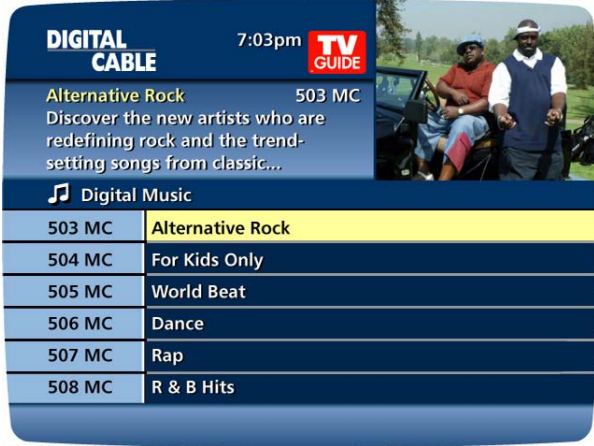 DIGITAL
CABLE
7:03pm
TV
GUIDE
Alternative Rock 503 MC
Discover the new artists who are
redefining rock and the trend-
setting songs from classic...
Digital Music
503 MC Alternative Rock
504 MC For Kids Only
505 MC World Beat
506 MC Dance
507 MC Rap
508 MC R & B Hits